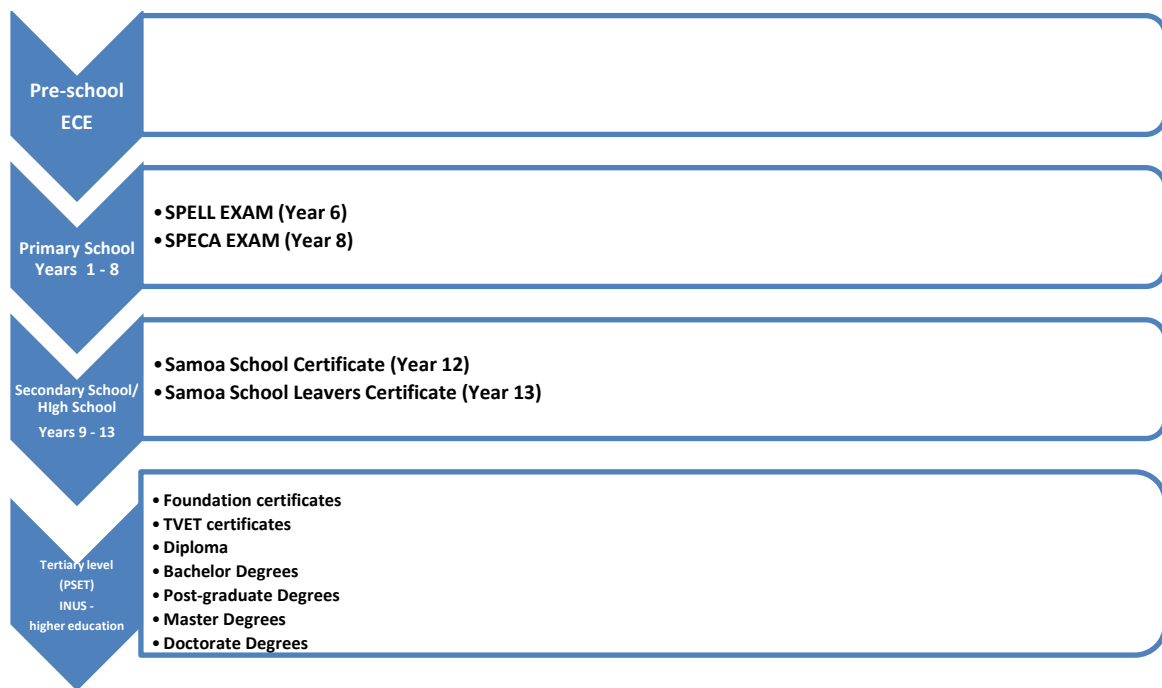 Pre-school
ECE
Primary School
Years 1 - 8
• SPELL EXAM (Year 6)
• SPECA EXAM (Year 8)
Secondary School/
HIgh School
Years 9 - 13
• Samoa School Certificate (Year 12)
• Samoa School Leavers Certificate (Year 13)
Tertiary level
(PSET)
INUS -
higher education
• Foundation certificates
• TVET certificates
• Diploma
• Bachelor Degrees
• Post-graduate Degrees
• Master Degrees
• Doctorate Degrees